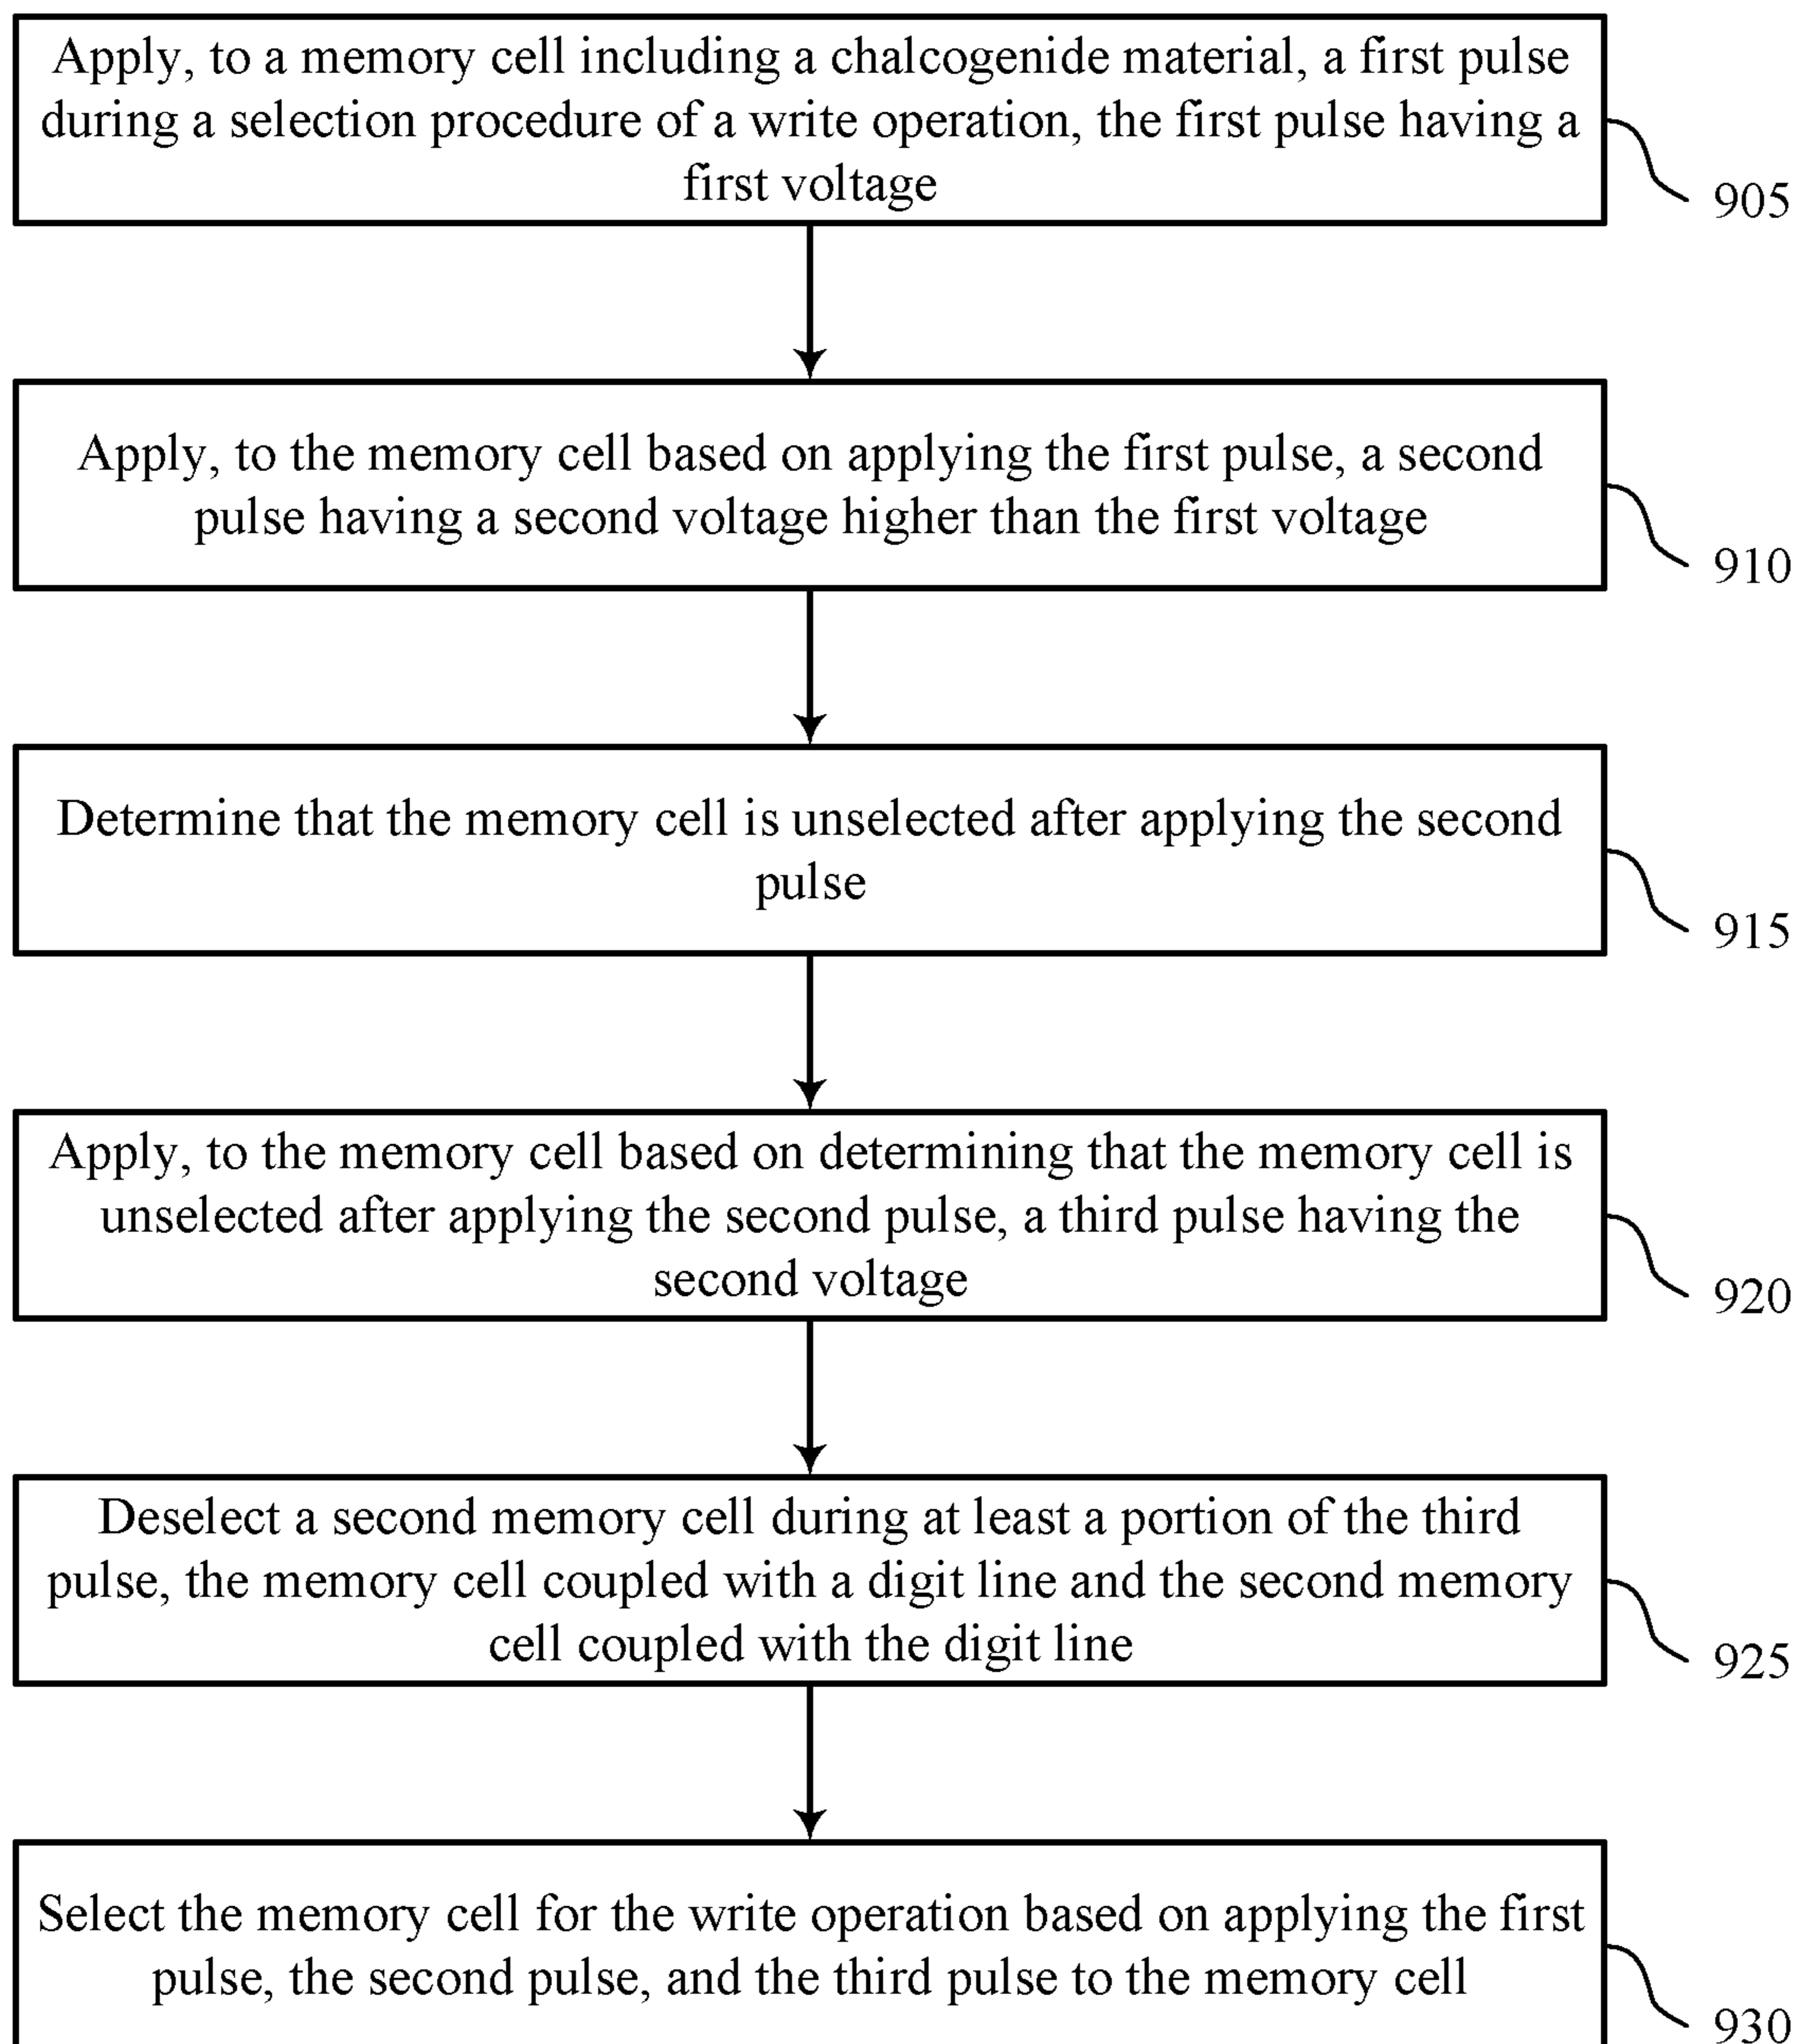 Apply, to a memory cell including a chalcogenide material, a first pulse
during a selection procedure of a write operation, the first pulse having a
first voltage
905
Apply, to the memory cell based on applying the first pulse, a second
pulse having a second voltage higher than the first voltage
910
Determine that the memory cell is unselected after applying the second
pulse
915
Apply, to the memory cell based on determining that the memory cell is
unselected after applying the second pulse, a third pulse having the
second voltage
920
Deselect a second memory cell during at least a portion of the third
pulse, the memory cell coupled with a digit line and the second memory
cell coupled with the digit line
925
Select the memory cell for the write operation based on applying the first
pulse, the second pulse, and the third pulse to the memory cell
930